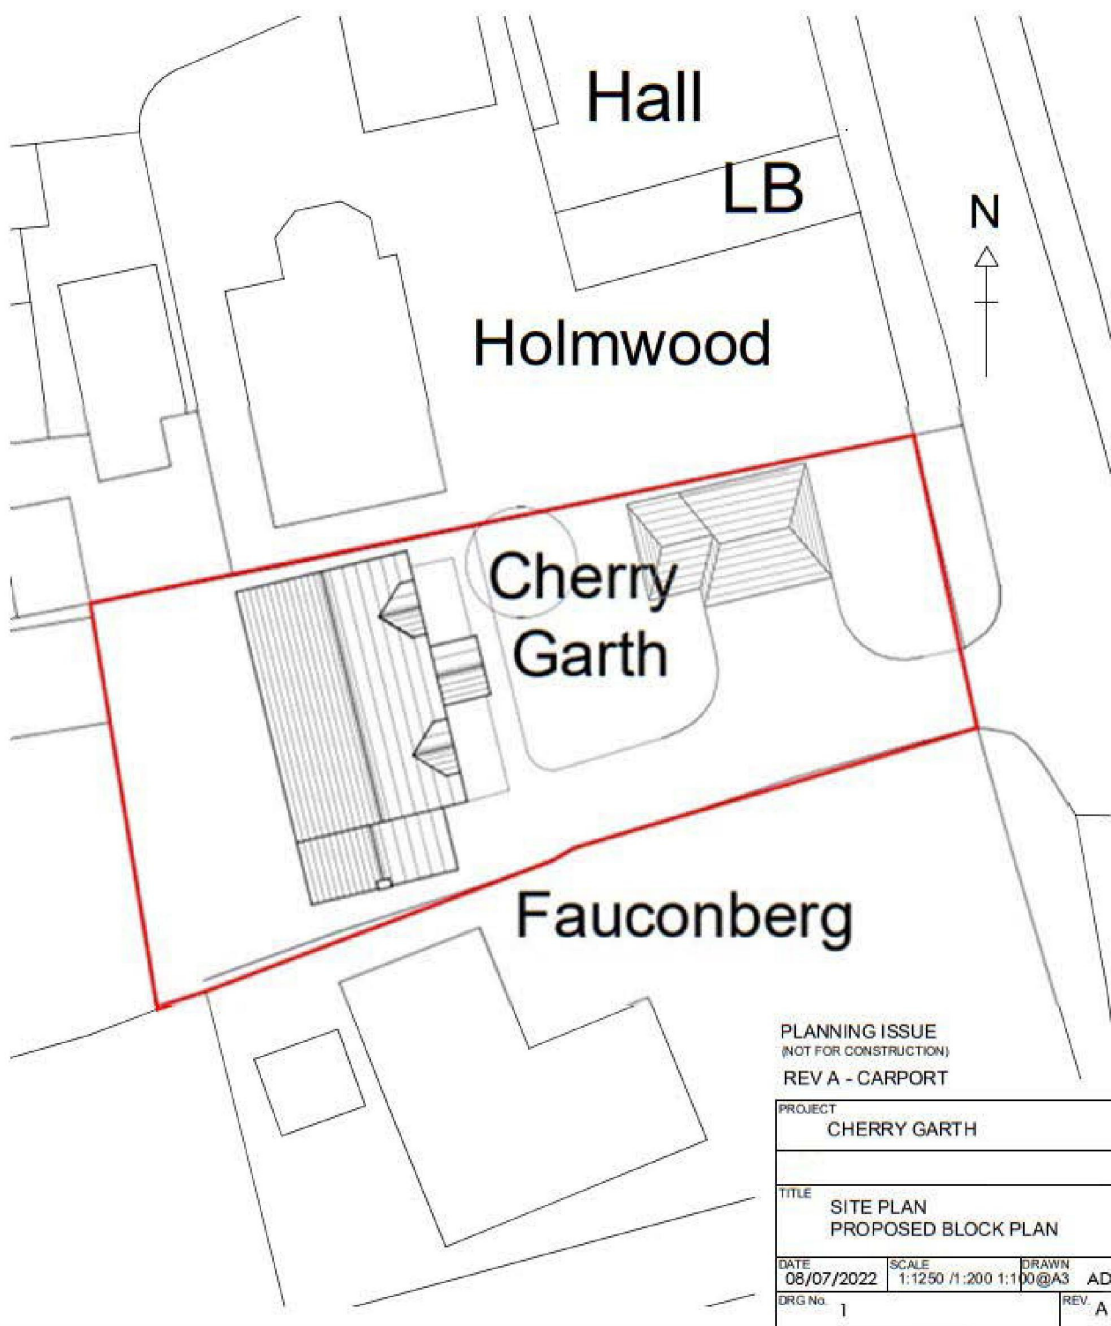 Hall
LB
N
Holmwood
Cherry
Garth
Fauconberg
PLANNING ISSUE
(NOT FOR CONSTRUCTION)
REV A - CARPORT
PROJECT
CHERRY GARTH
TITLE
SITE PLAN
PROPOSED BLOCK PLAN
DATE SCALE DRAWN
08/07/2022 1:1250 /1:200 1:100@A3 AD
DRG No. 1 REV. A